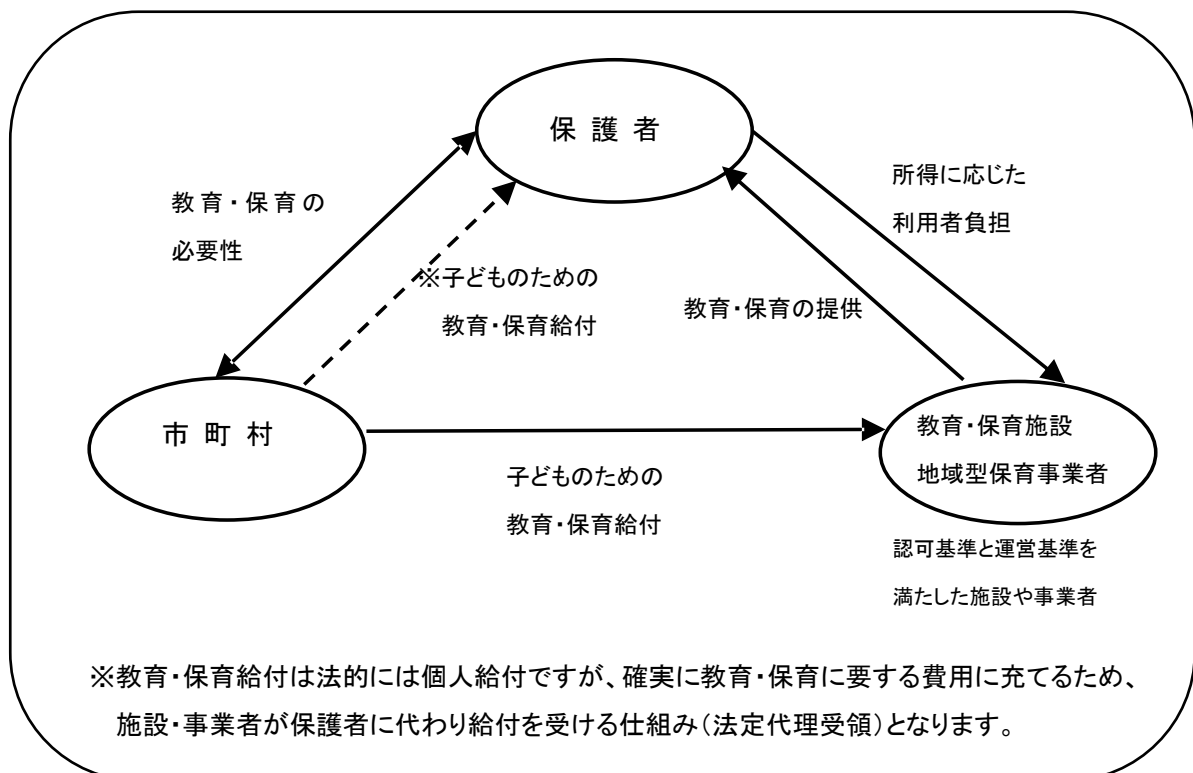 保 護 者
教育・保育の
必要性
所得に応じた
利用者負担
※子どものための
教育・保育給付
教育・保育の提供
市 町 村
教育・保育施設
地域型保育事業者
子どものための
教育・保育給付
認可基準と運営基準を
満たした施設や事業者
※教育・保育給付は法的には個人給付ですが、確実に教育・保育に要する費用に充てるため、
施設・事業者が保護者に代わり給付を受ける仕組み(法定代理受領)となります。